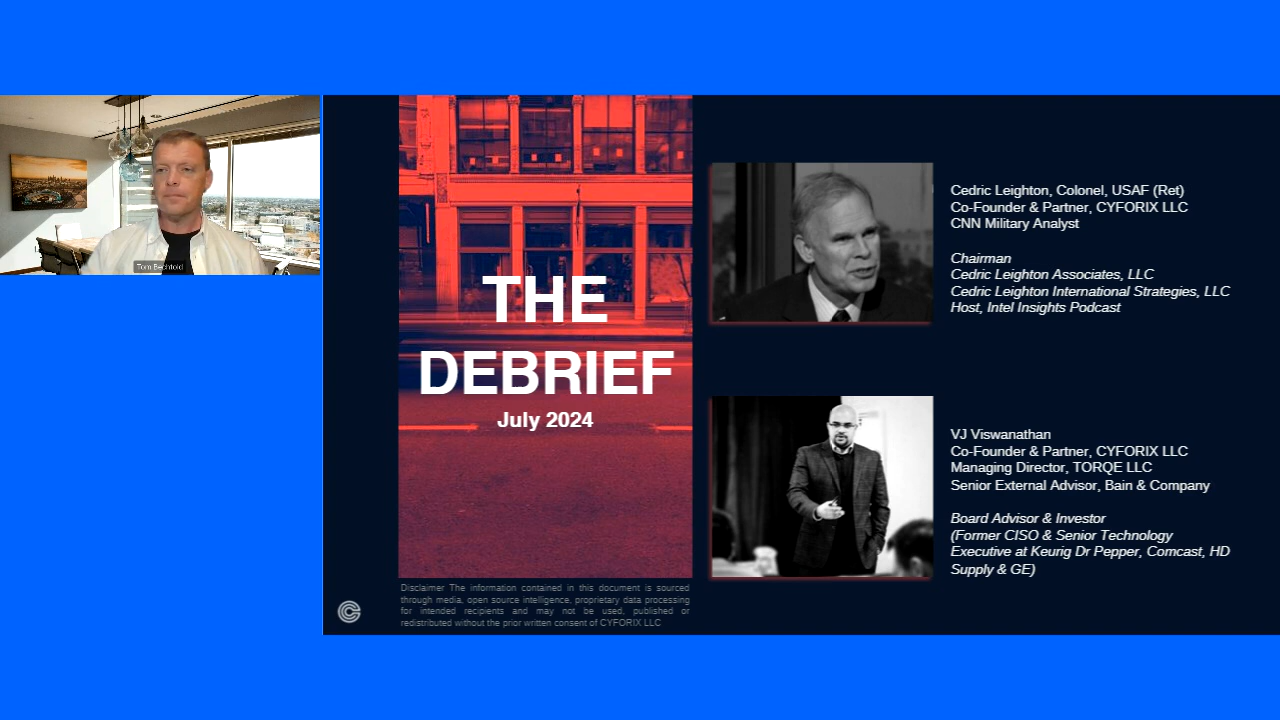 Tom Bechtold
THE
DEBRIEF
July 2024
Disclaimer The information contained in this document is sourced
through media, open source intelligence, proprietary data processing
for intended recipients and may not be used, published or
redistributed without the prior written consent of CYFORIX LLC
Cedric Leighton, Colonel, USAF (Ret)
Co-Founder & Partner, CYFORIX LLC
CNN Military Analyst
Chairman
Cedric Leighton Associates, LLC
Cedric Leighton International Strategies, LLC
Host, Intel Insights Podcast
VJ Viswanathan
Co-Founder & Partner, CYFORIX LLC
Managing Director, TORQE LLC
Senior External Advisor, Bain & Company
Board Advisor & Investor
(Former CISO & Senior Technology
Executive at Keurig Dr Pepper, Comcast, HD
Supply & GE)